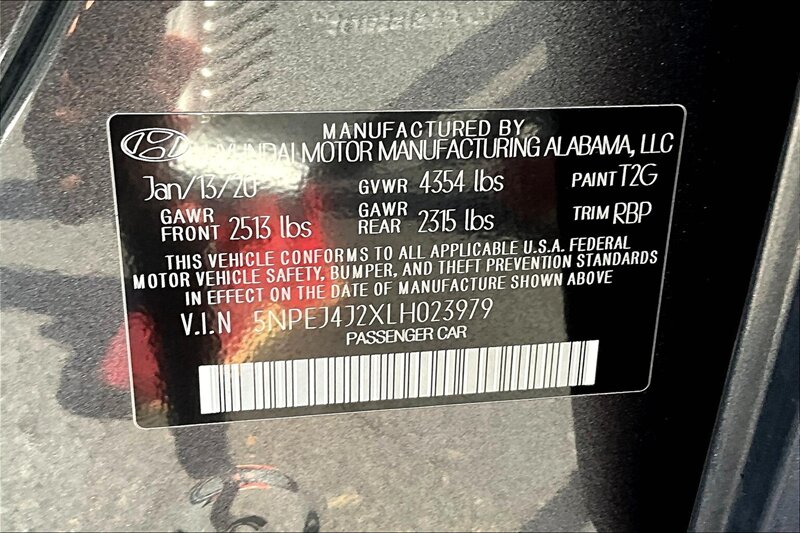 MANUFACTURED BY
HYUNDAI MOTOR MANUFACTURING ALABAMA, LLC
Jan/13/20 GVWR 4354 lbs PAINT T2G
GAWR FRONT 2513 lbs GAWR REAR 2315 lbs TRIM RBP
THIS VEHICLE CONFORMS TO ALL APPLICABLE U.S.A. FEDERAL
MOTOR VEHICLE SAFETY, BUMPER, AND THEFT PREVENTION STANDARDS
IN EFFECT ON THE DATE OF MANUFACTURE SHOWN ABOVE
V.I.N 5NPEJ4J2XLH023979
PASSENGER CAR